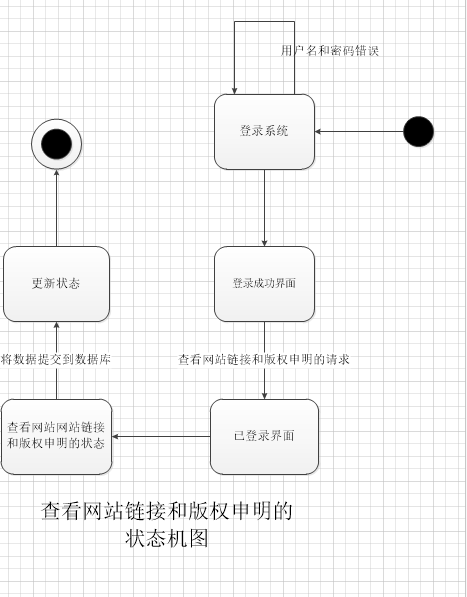 用户名和密码错误
登录系统
更新状态
登录成功界面
将数据提交到数据库
查看网站链接和版权申明的请求
查看网站网站链接
和版权申明的状态
已登录界面
查看网站链接和版权申明的
状态机图